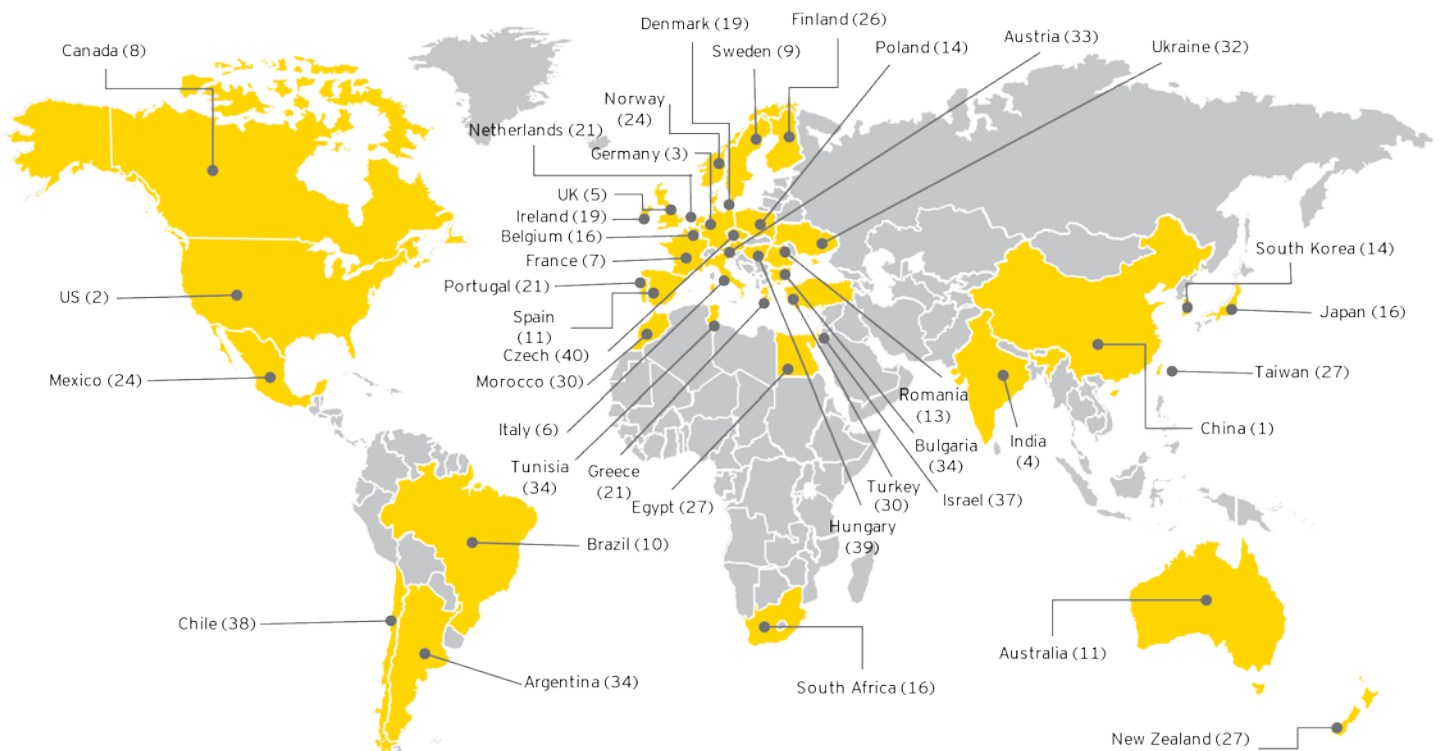 Denmark (19)
Finland (26)
Canada (8)
Sweden (9)
Poland (14)
Austria (33)
Ukraine (32)
Norway
(24)
Netherlands (21)
Germany (3)
UK (5)
Ireland (19)
Belgium (16)
France (7)
Portugal (21)
Spain
(11)
Czech (40)
Morocco (30)
US (2)
Mexico (24)
South Korea (14)
Japan (16)
Taiwan (27)
China (1)
India
(4)
Romania
(13)
Bulgaria
(34)
Italy (6)
Tunisia
(34)
Greece
(21)
Egypt (27)
Turkey
(30)
Israel (37)
Hungary
(39)
Brazil (10)
Chile (38)
Argentina (34)
South Africa (16)
Australia (11)
New Zealand (27)